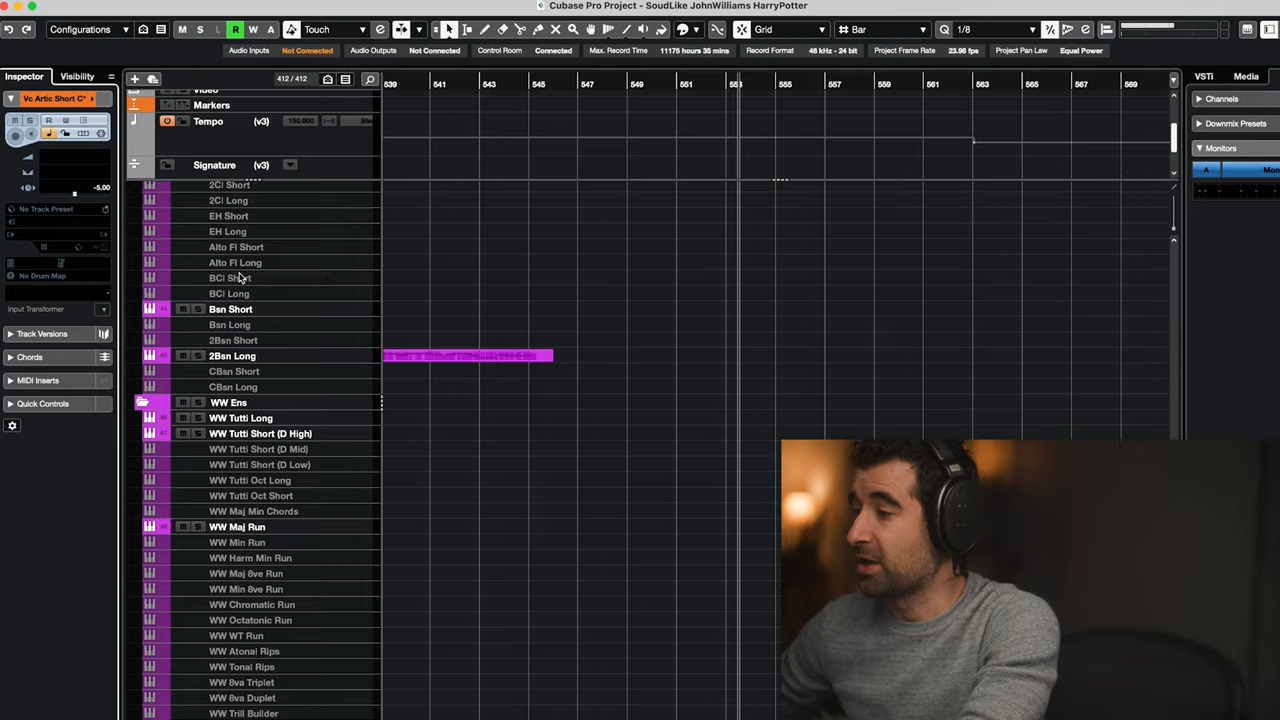 Cubase Pro Project - SoudLike JohnWilliams HarryPotter
Configurations M S L R W A Touch Grid Bar 1/8
Audio Inputs Not Connected Audio Outputs Not Connected Control Room Connected Max. Record Time 11175 hours 35 mins Record Format 48 kHz - 24 bit Project Frame Rate 23.98 fps Project Pan Law Equal Power
Inspector Visibility 412 / 412 539 541 543 545 547 549 551 553 555 557 559 561 563 565 567 569 VSTi Media
Vc Artic Short C*
Channels
Markers
Tempo (v3) 150.000
Downmix Presets
Monitors
Signature (v3)
A
-5.00
No Track Preset
No Drum Map
Input Transformer
Track Versions
Chords
MIDI Inserts
Quick Controls
2Cl Short
2Cl Long
EH Short
EH Long
Alto Fl Short
Alto Fl Long
BCl Short
BCl Long
44 m S Bsn Short
Bsn Long
2Bsn Short
45 m S 2Bsn Long
CBsn Short
CBsn Long
m S WW Ens
46 m S WW Tutti Long
47 m S WW Tutti Short (D High)
WW Tutti Short (D Mid)
WW Tutti Short (D Low)
WW Tutti Oct Long
WW Tutti Oct Short
WW Maj Min Chords
48 m S WW Maj Run
WW Min Run
WW Harm Min Run
WW Maj 8ve Run
WW Min 8ve Run
WW Chromatic Run
WW Octatonic Run
WW WT Run
WW Atonal Rips
WW Tonal Rips
WW 8va Triplet
WW 8va Duplet
WW Trill Builder